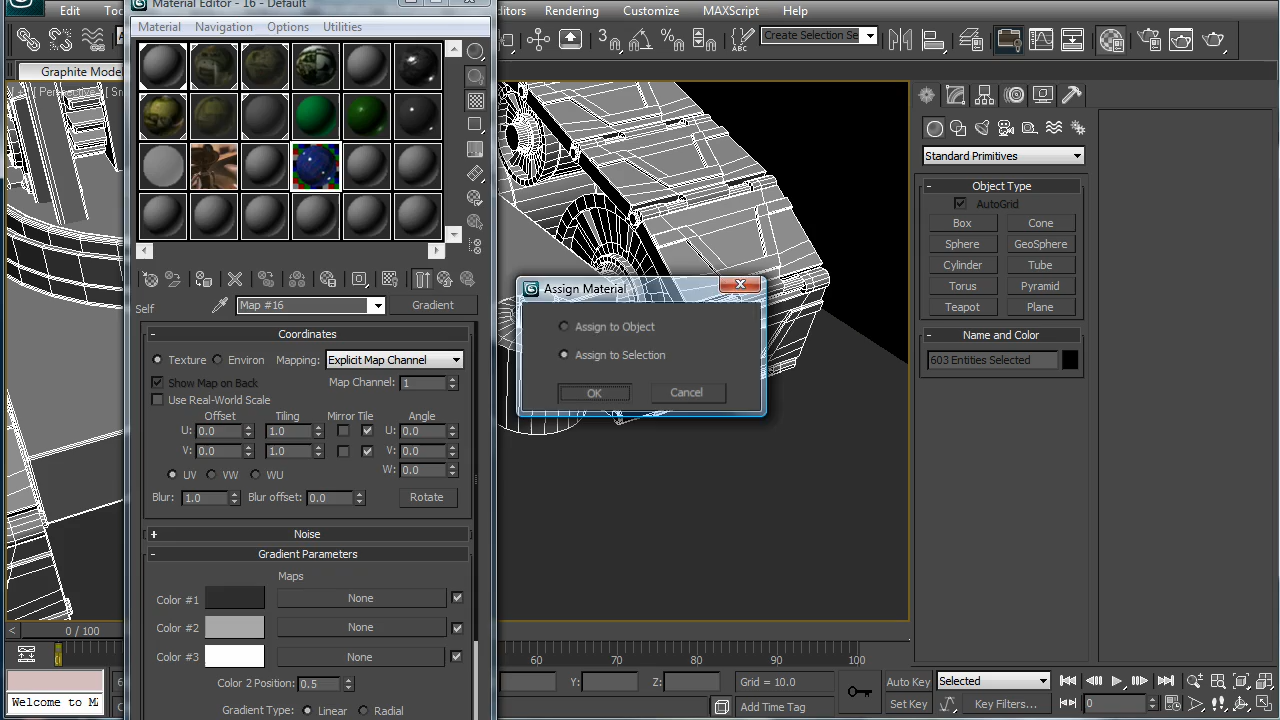 Material Editor - 16 - Default
Edit
Rendering
Customize
MAXScript
Help
Material Navigation Options Utilities
Create Selection Se
Graphite Model
Perspective
Standard Primitives
Object Type
AutoGrid
Box Cone
Sphere GeoSphere
Cylinder Tube
Torus Pyramid
Teapot Plane
Name and Color
603 Entities Selected
Assign Material
Assign to Object
Assign to Selection
OK Cancel
Self
Map #16
Gradient
Coordinates
Texture Environ Mapping: Explicit Map Channel
Show Map on Back Map Channel: 1
Use Real-World Scale
Offset Tiling Mirror Tile Angle
U: 0.0 1.0 U: 0.0
V: 0.0 1.0 V: 0.0
W: 0.0
UV VW WU
Blur: 1.0 Blur offset: 0.0 Rotate
Noise
Gradient Parameters
Maps
Color #1 None
Color #2 None
Color #3 None
Color 2 Position: 0.5
Gradient Type: Linear Radial
0 / 100
60 70 80 90 100
Y: Z: Grid = 10.0
Add Time Tag
Auto Key Selected
Set Key Key Filters...
0
Welcome to M